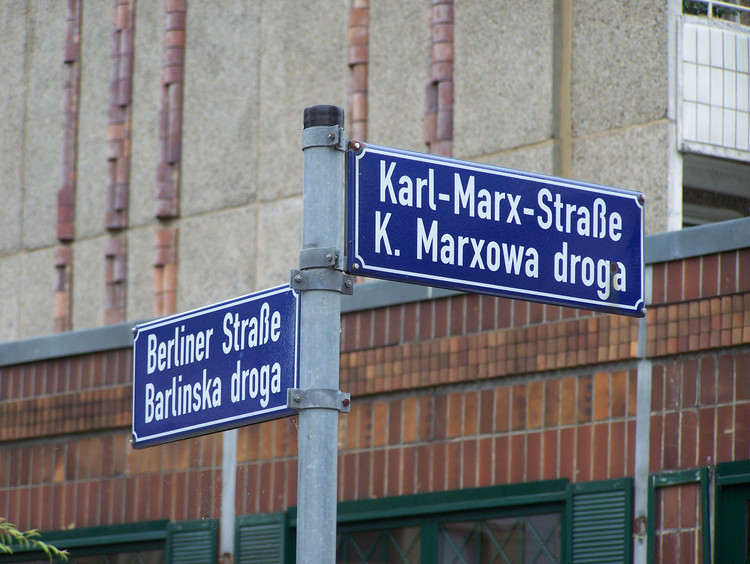 Karl-Marx-Straße
K. Marxowa droga
Berliner Straße
Barlinska droga